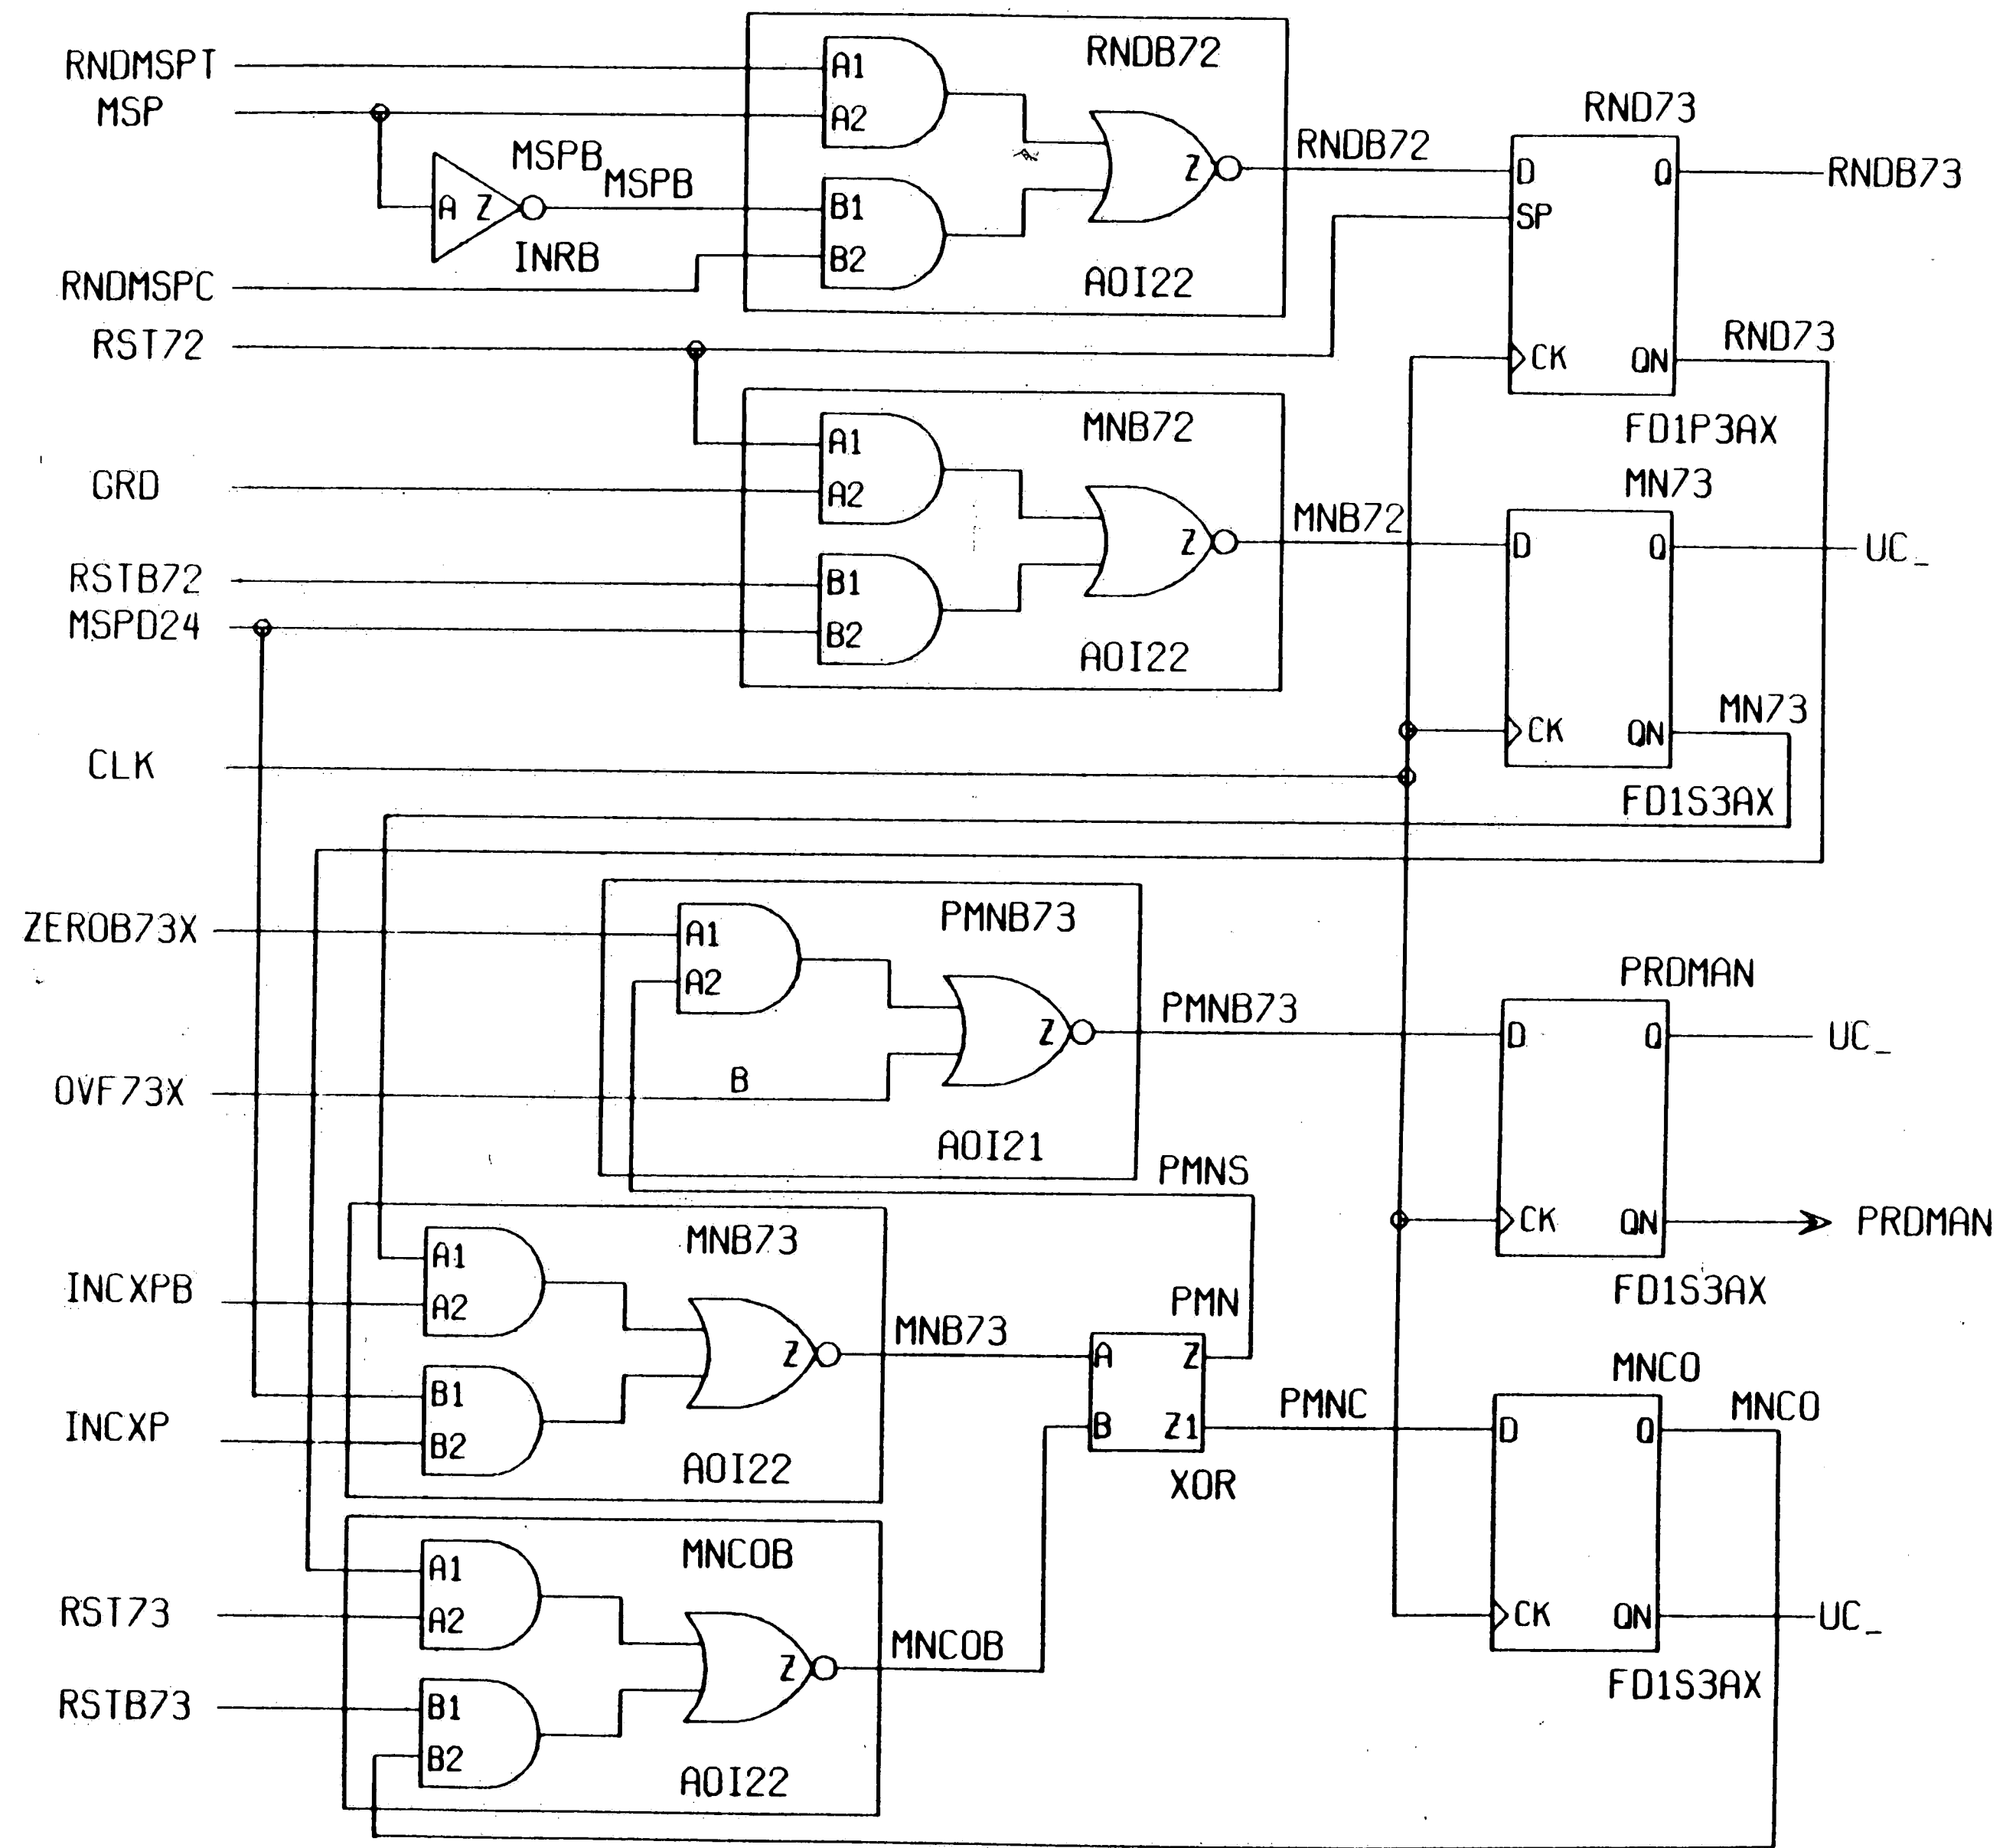 RNDMSPT
MSP
MSPB
MSPB
A Z
INRB
RNDMSPC
RNDB72
A1
A2
Z
B1
B2
AOI22
RNDB72
RND73
D Q
SP
CK QN
FD1P3AX
RNDB73
RND73
RST72
GRD
RSTB72
MSPD24
MNB72
A1
A2
Z
B1
B2
AOI22
MNB72
MN73
D Q
CK QN
FD1S3AX
UC_
MN73
CLK
ZEROB73X
OVF73X
PMNB73
A1
A2
Z
B
AOI21
PMNB73
PRDMAN
D Q
CK QN
FD1S3AX
UC_
PRDMAN
PMNS
INCXPB
INCXP
MNB73
A1
A2
Z
B1
B2
AOI22
MNB73
PMN
A Z
B Z1
XOR
PMNC
MNCO
D Q
CK QN
FD1S3AX
MNCO
UC_
RST73
RSTB73
MNCOB
A1
A2
Z
B1
B2
AOI22
MNCOB